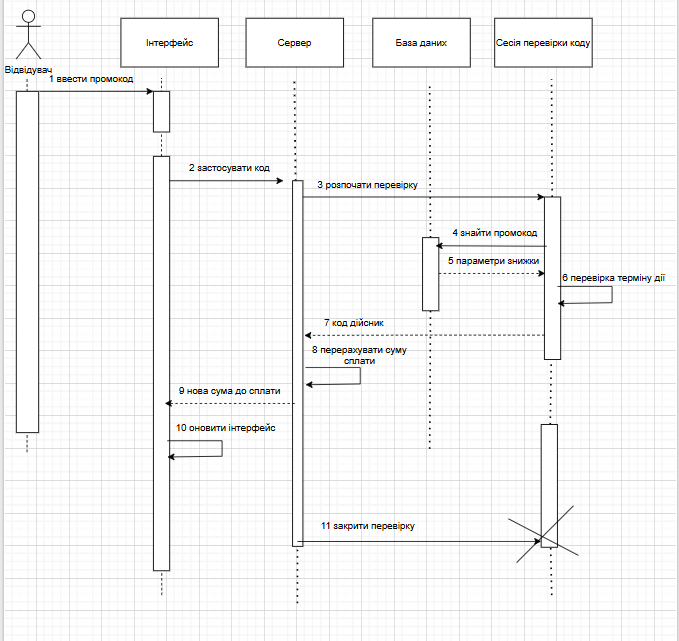 Відвідувач
Інтерфейс
Сервер
База даних
Сесія перевірки коду
1 ввести промокод
2 застосувати код
3 розпочати перевірку
4 знайти промокод
5 параметри знижки
6 перевірка терміну дії
7 код дійсник
8 перерахувати суму
сплати
9 нова сума до сплати
10 оновити інтерфейс
11 закрити перевірку